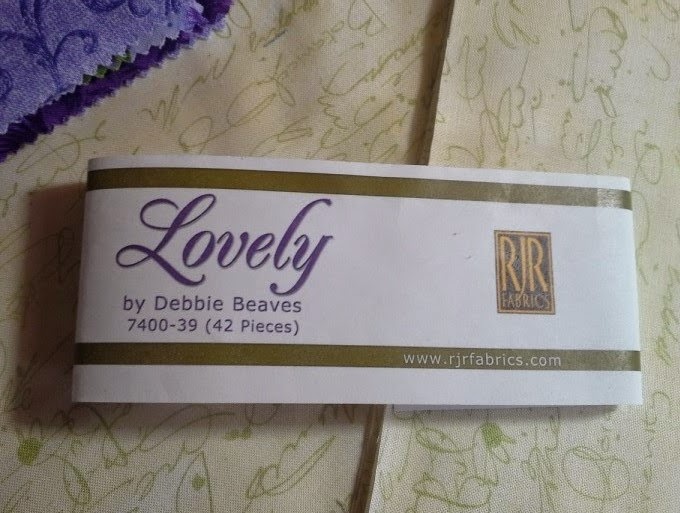 Lovely
by Debbie Beaves
7400-39 (42 Pieces)
RJR
FABRICS
www.rjrfabrics.com